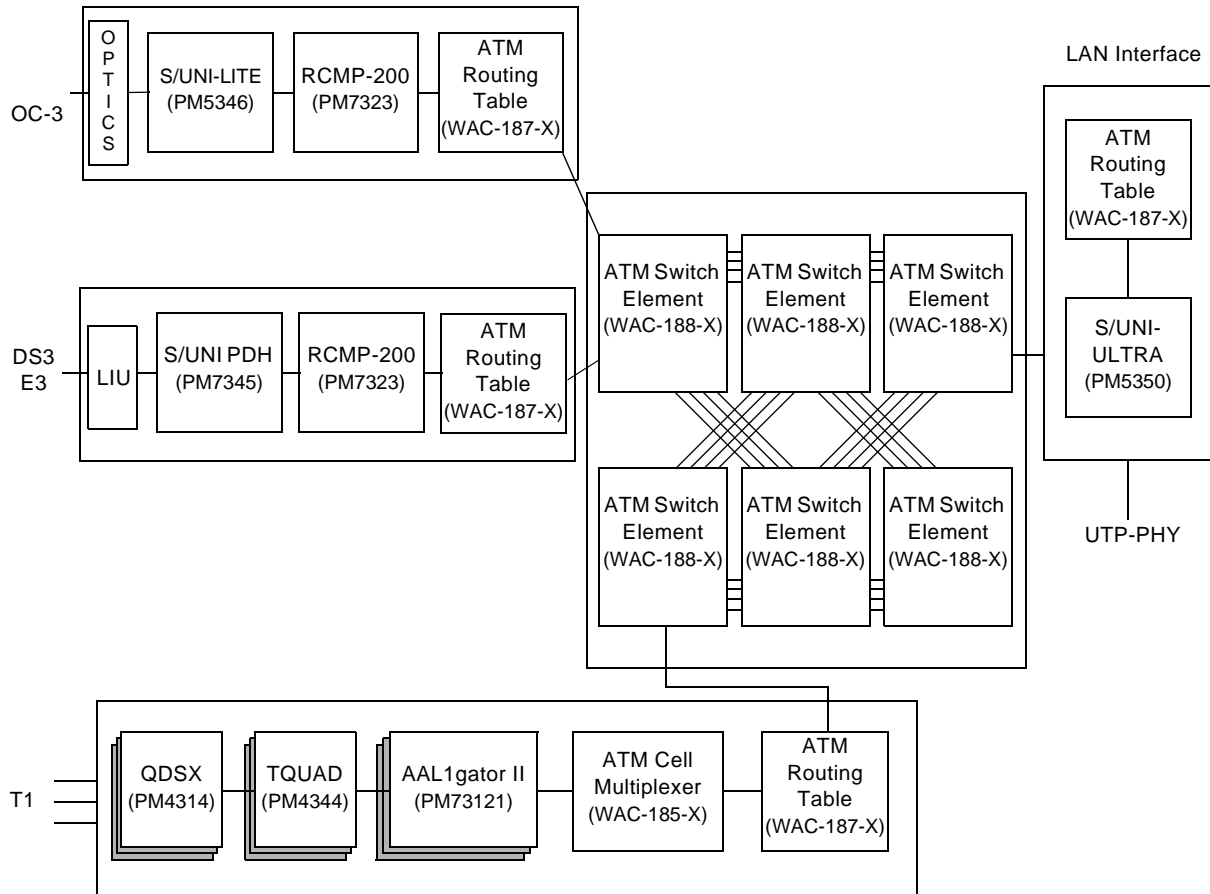 OC-3
O
P
T
I
C
S
S/UNI-LITE
(PM5346)
RCMP-200
(PM7323)
ATM
Routing
Table
(WAC-187-X)
DS3
E3
LIU
S/UNI PDH
(PM7345)
RCMP-200
(PM7323)
ATM
Routing
Table
(WAC-187-X)
ATM Switch
Element
(WAC-188-X)
ATM Switch
Element
(WAC-188-X)
ATM Switch
Element
(WAC-188-X)
ATM Switch
Element
(WAC-188-X)
ATM Switch
Element
(WAC-188-X)
ATM Switch
Element
(WAC-188-X)
LAN Interface
ATM
Routing
Table
(WAC-187-X)
S/UNI-
ULTRA
(PM5350)
UTP-PHY
T1
QDSX
(PM4314)
TQUAD
(PM4344)
AAL1gator II
(PM73121)
ATM Cell
Multiplexer
(WAC-185-X)
ATM
Routing
Table
(WAC-187-X)